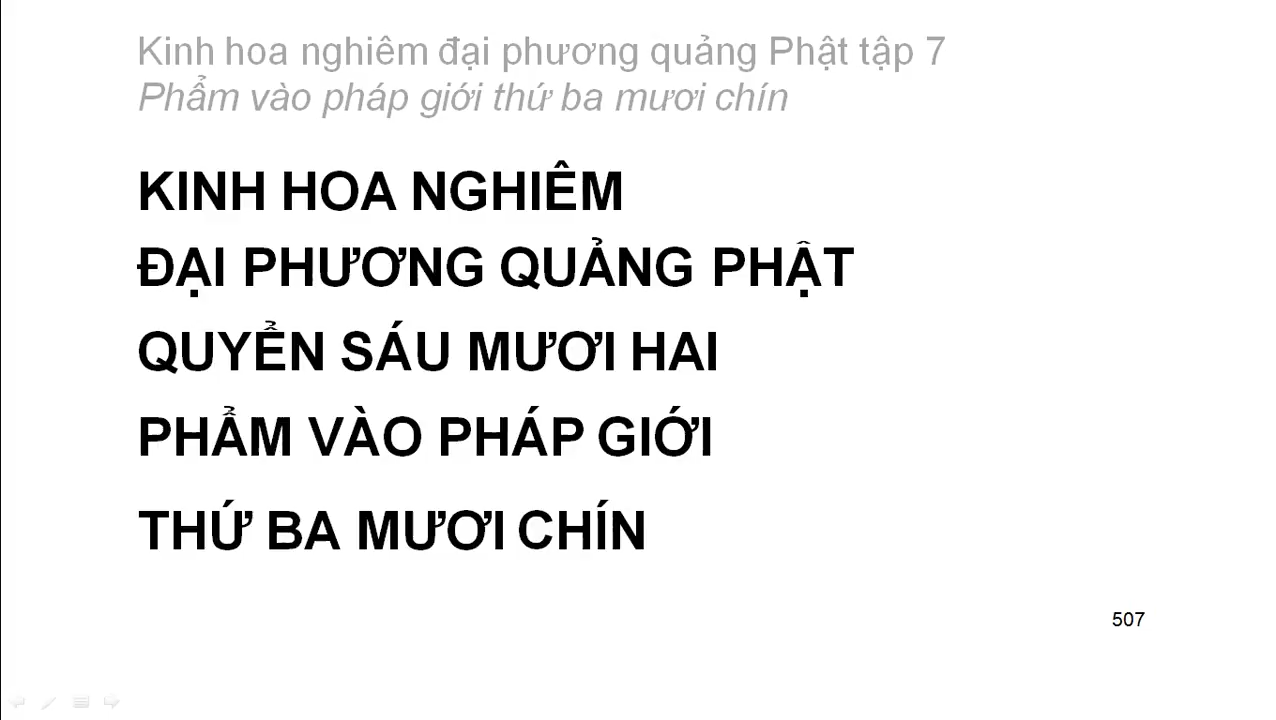 Kinh hoa nghiêm đại phương quảng Phật tập 7
Phẩm vào pháp giới thứ ba mươi chín
KINH HOA NGHIÊM
ĐẠI PHƯƠNG QUẢNG PHẬT
QUYỂN SÁU MƯƠI HAI
PHẨM VÀO PHÁP GIỚI
THỨ BA MƯƠI CHÍN
507